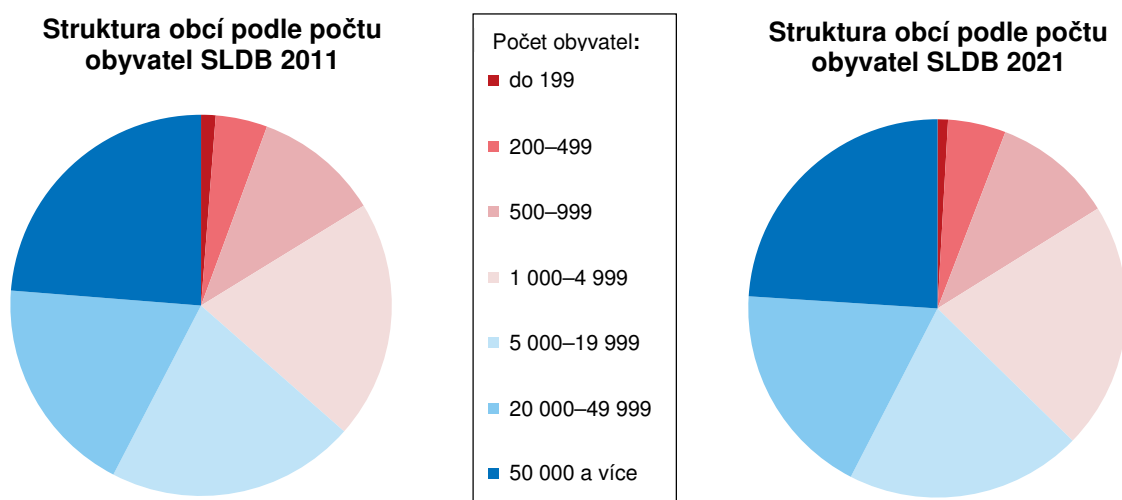 Struktura obcí podle počtu
obyvatel SLDB 2011
Počet obyvatel:
do 199
200–499
500–999
1 000–4 999
5 000–19 999
20 000–49 999
50 000 a více
Struktura obcí podle počtu
obyvatel SLDB 2021